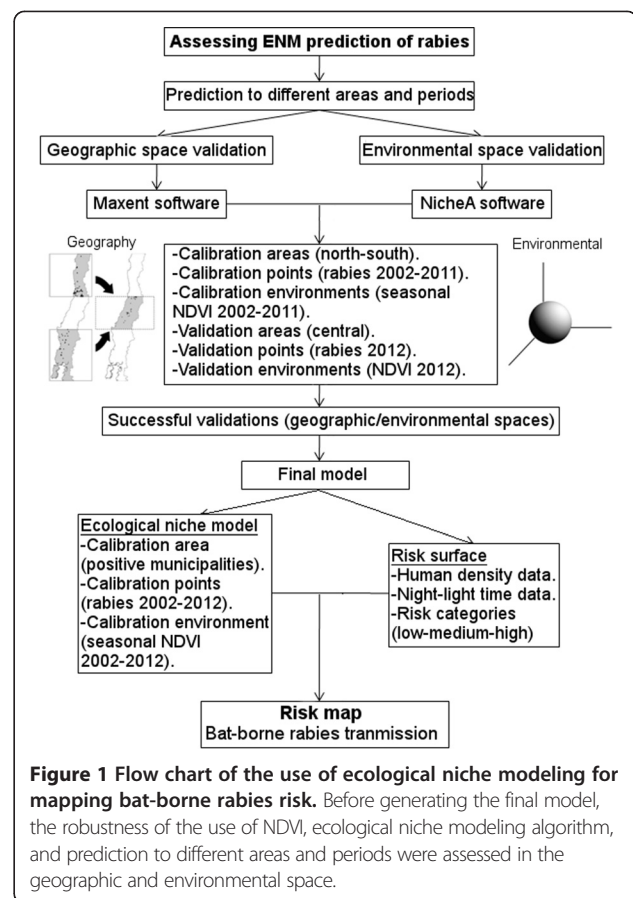 Assessing ENM prediction of rabies
Prediction to different areas and periods
Geographic space validation
Environmental space validation
Maxent software
NicheA software
Geography
Environmental
-Calibration areas (north-south).
-Calibration points (rabies 2002-2011).
-Calibration environments (seasonal
NDVI 2002-2011).
-Validation areas (central).
-Validation points (rabies 2012).
-Validation environments (NDVI 2012).
Successful validations (geographic/environmental spaces)
Final model
Ecological niche model
-Calibration area
(positive municipalities).
-Calibration points
(rabies 2002-2012).
-Calibration environment
(seasonal NDVI
2002-2012).
Risk surface
-Human density data.
-Night-light time data.
-Risk categories
(low-medium-high)
Risk map
Bat-borne rabies tranmission
Figure 1 Flow chart of the use of ecological niche modeling for
mapping bat-borne rabies risk. Before generating the final model,
the robustness of the use of NDVI, ecological niche modeling algorithm,
and prediction to different areas and periods were assessed in the
geographic and environmental space.